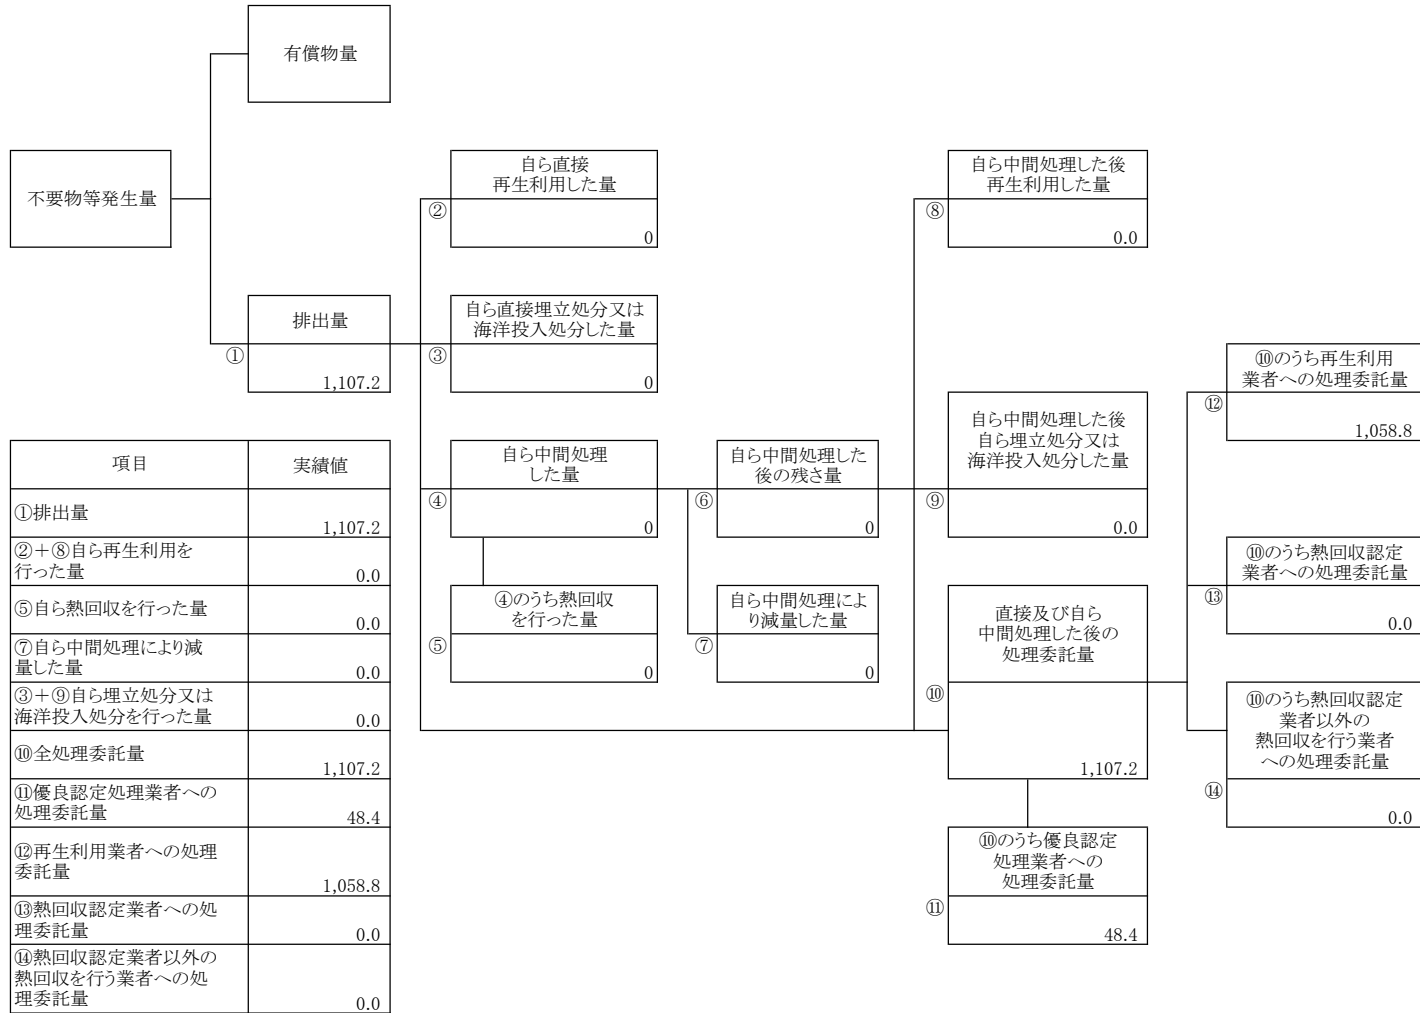 有償物量
不要物等発生量
自ら直接
再生利用した量
②
0
自ら中間処理した後
再生利用した量
⑧
0.0
排出量
①
1,107.2
自ら直接埋立処分又は
海洋投入処分した量
③
0
⑩のうち再生利用
業者への処理委託量
⑫
1,058.8
自ら中間処理
した量
④
0
自ら中間処理した
後の残さ量
⑥
0
自ら中間処理した後
自ら埋立処分又は
海洋投入処分した量
⑨
0.0
⑩のうち熱回収認定
業者への処理委託量
⑬
0.0
④のうち熱回収
を行った量
⑤
0
自ら中間処理によ
り減量した量
⑦
0
直接及び自ら
中間処理した後の
処理委託量
⑩
1,107.2
⑩のうち熱回収認定
業者以外の
熱回収を行う業者
への処理委託量
⑭
0.0
⑩のうち優良認定
処理業者への
処理委託量
⑪
48.4
項目 実績値
①排出量 1,107.2
②+⑧自ら再生利用を
行った量 0.0
⑤自ら熱回収を行った量 0.0
⑦自ら中間処理により減
量した量 0.0
③+⑨自ら埋立処分又は
海洋投入処分を行った量 0.0
⑩全処理委託量 1,107.2
⑪優良認定処理業者への
処理委託量 48.4
⑫再生利用業者への処理
委託量 1,058.8
⑬熱回収認定業者への処
理委託量 0.0
⑭熱回収認定業者以外の
熱回収を行う業者への処
理委託量 0.0